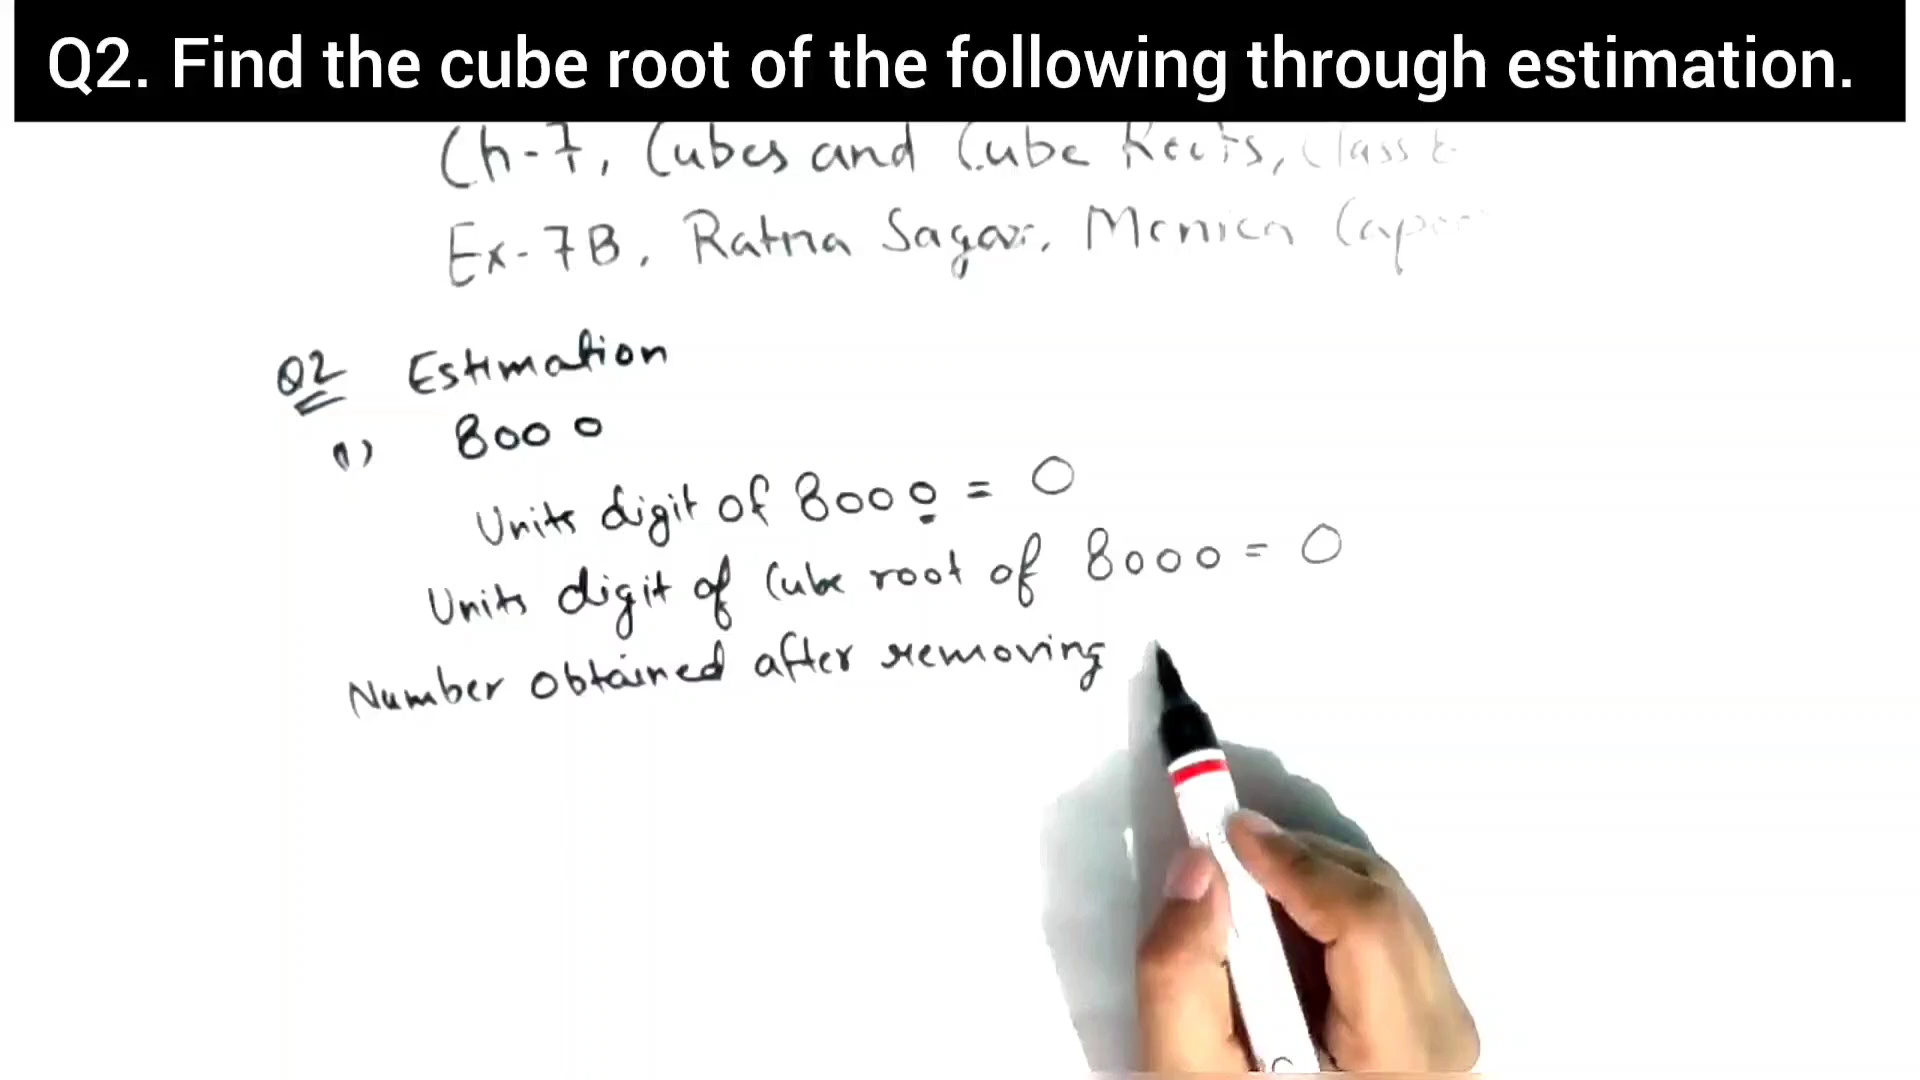 Q2. Find the cube root of the following through estimation.
Ch-7, Cubes and Cube Roots, Class
Ex-7B, Ratna Sagar, Monica
Q2 Estimation
1) 8000
Units digit of 8000 = 0
Units digit of Cube root of 8000 = 0
Number obtained after removing